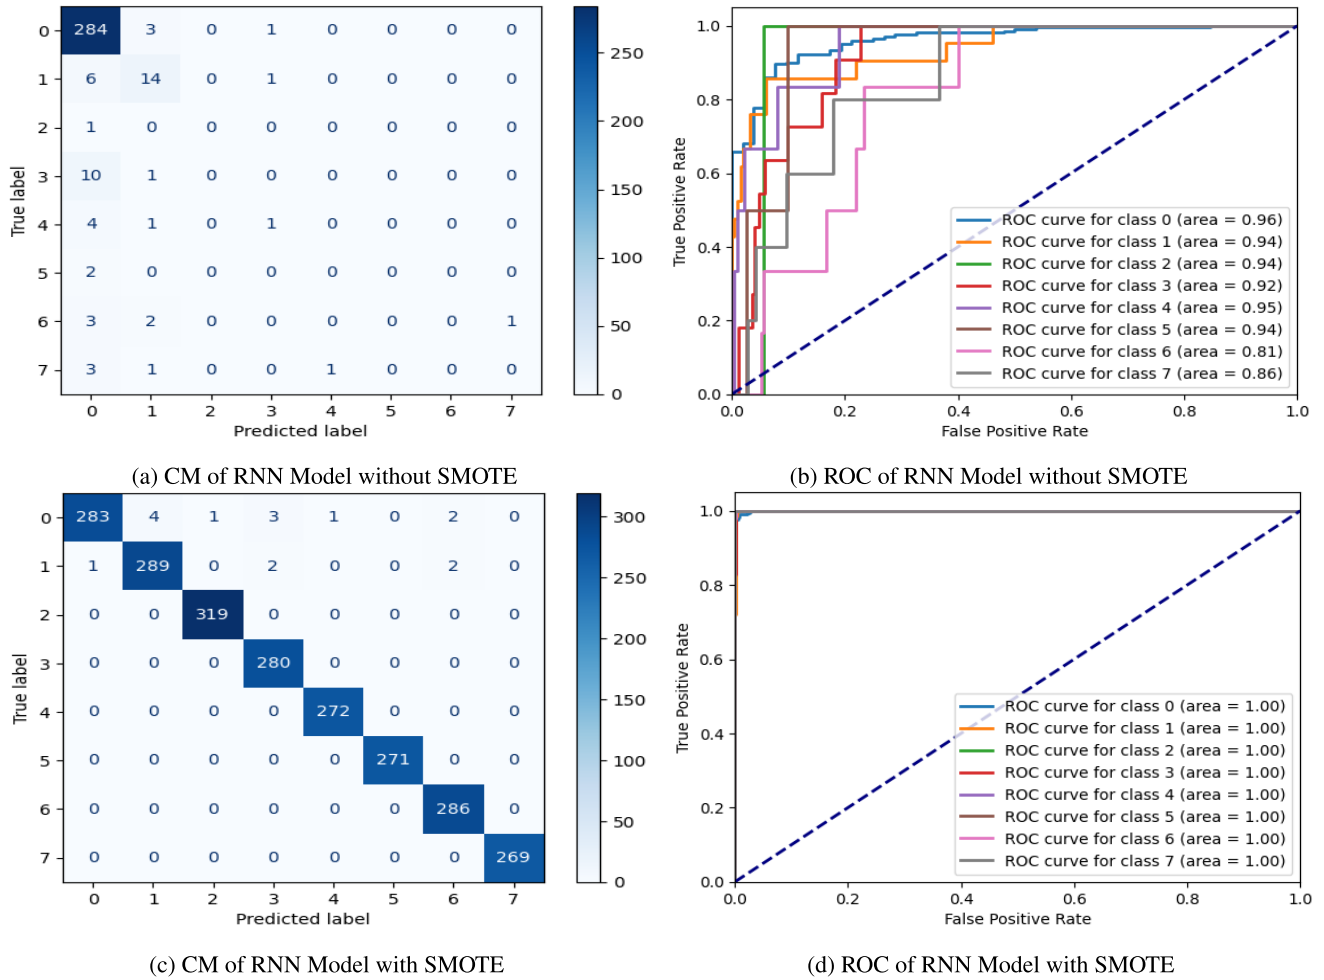 0 284 3 0 1 0 0 0 0
1 6 14 0 1 0 0 0 0
2 1 0 0 0 0 0 0 0
3 10 1 0 0 0 0 0 0
4 4 1 0 1 0 0 0 0
5 2 0 0 0 0 0 0 0
6 3 2 0 0 0 0 0 1
7 3 1 0 0 1 0 0 0
0 1 2 3 4 5 6 7
Predicted label
True label
250
200
150
100
50
0
1.0
0.8
0.6
0.4
0.2
0.0
True Positive Rate
ROC curve for class 0 (area = 0.96)
ROC curve for class 1 (area = 0.94)
ROC curve for class 2 (area = 0.94)
ROC curve for class 3 (area = 0.92)
ROC curve for class 4 (area = 0.95)
ROC curve for class 5 (area = 0.94)
ROC curve for class 6 (area = 0.81)
ROC curve for class 7 (area = 0.86)
0.0 0.2 0.4 0.6 0.8 1.0
False Positive Rate
(a) CM of RNN Model without SMOTE
(b) ROC of RNN Model without SMOTE
0 283 4 1 3 1 0 2 0
1 1 289 0 2 0 0 2 0
2 0 0 319 0 0 0 0 0
3 0 0 0 280 0 0 0 0
4 0 0 0 0 272 0 0 0
5 0 0 0 0 0 271 0 0
6 0 0 0 0 0 0 286 0
7 0 0 0 0 0 0 0 269
0 1 2 3 4 5 6 7
Predicted label
True label
300
250
200
150
100
50
0
1.0
0.8
0.6
0.4
0.2
0.0
True Positive Rate
ROC curve for class 0 (area = 1.00)
ROC curve for class 1 (area = 1.00)
ROC curve for class 2 (area = 1.00)
ROC curve for class 3 (area = 1.00)
ROC curve for class 4 (area = 1.00)
ROC curve for class 5 (area = 1.00)
ROC curve for class 6 (area = 1.00)
ROC curve for class 7 (area = 1.00)
0.0 0.2 0.4 0.6 0.8 1.0
False Positive Rate
(c) CM of RNN Model with SMOTE
(d) ROC of RNN Model with SMOTE